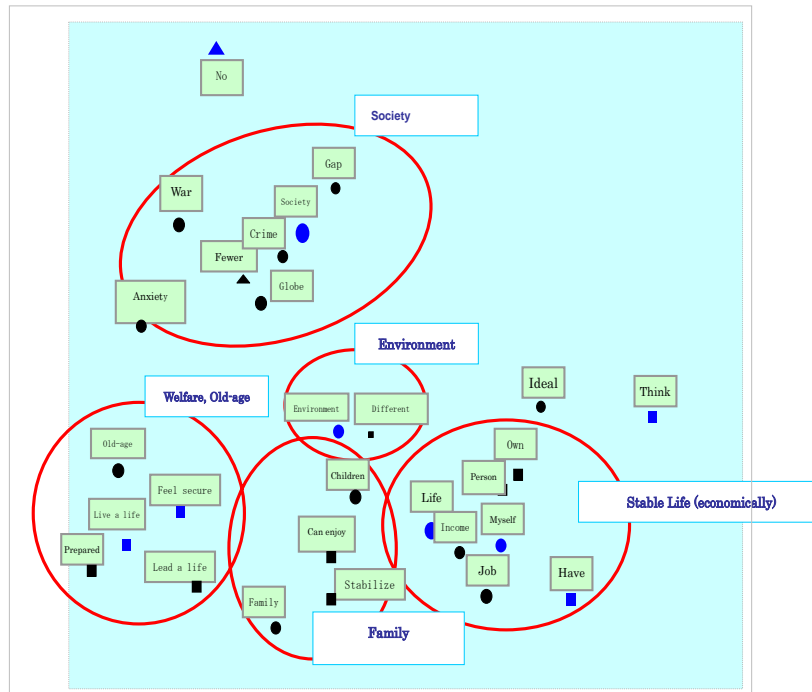 No
Society
Gap
War
Society
Crime
Fewer
Globe
Anxiety
Environment
Ideal
Think
Welfare, Old-age
Environment
Different
Old-age
Own
Children
Person
Feel secure
Life
Live a life
Income
Myself
Can enjoy
Prepared
Lead a life
Job
Have
Stabilize
Family
Stable Life (economically)
Family